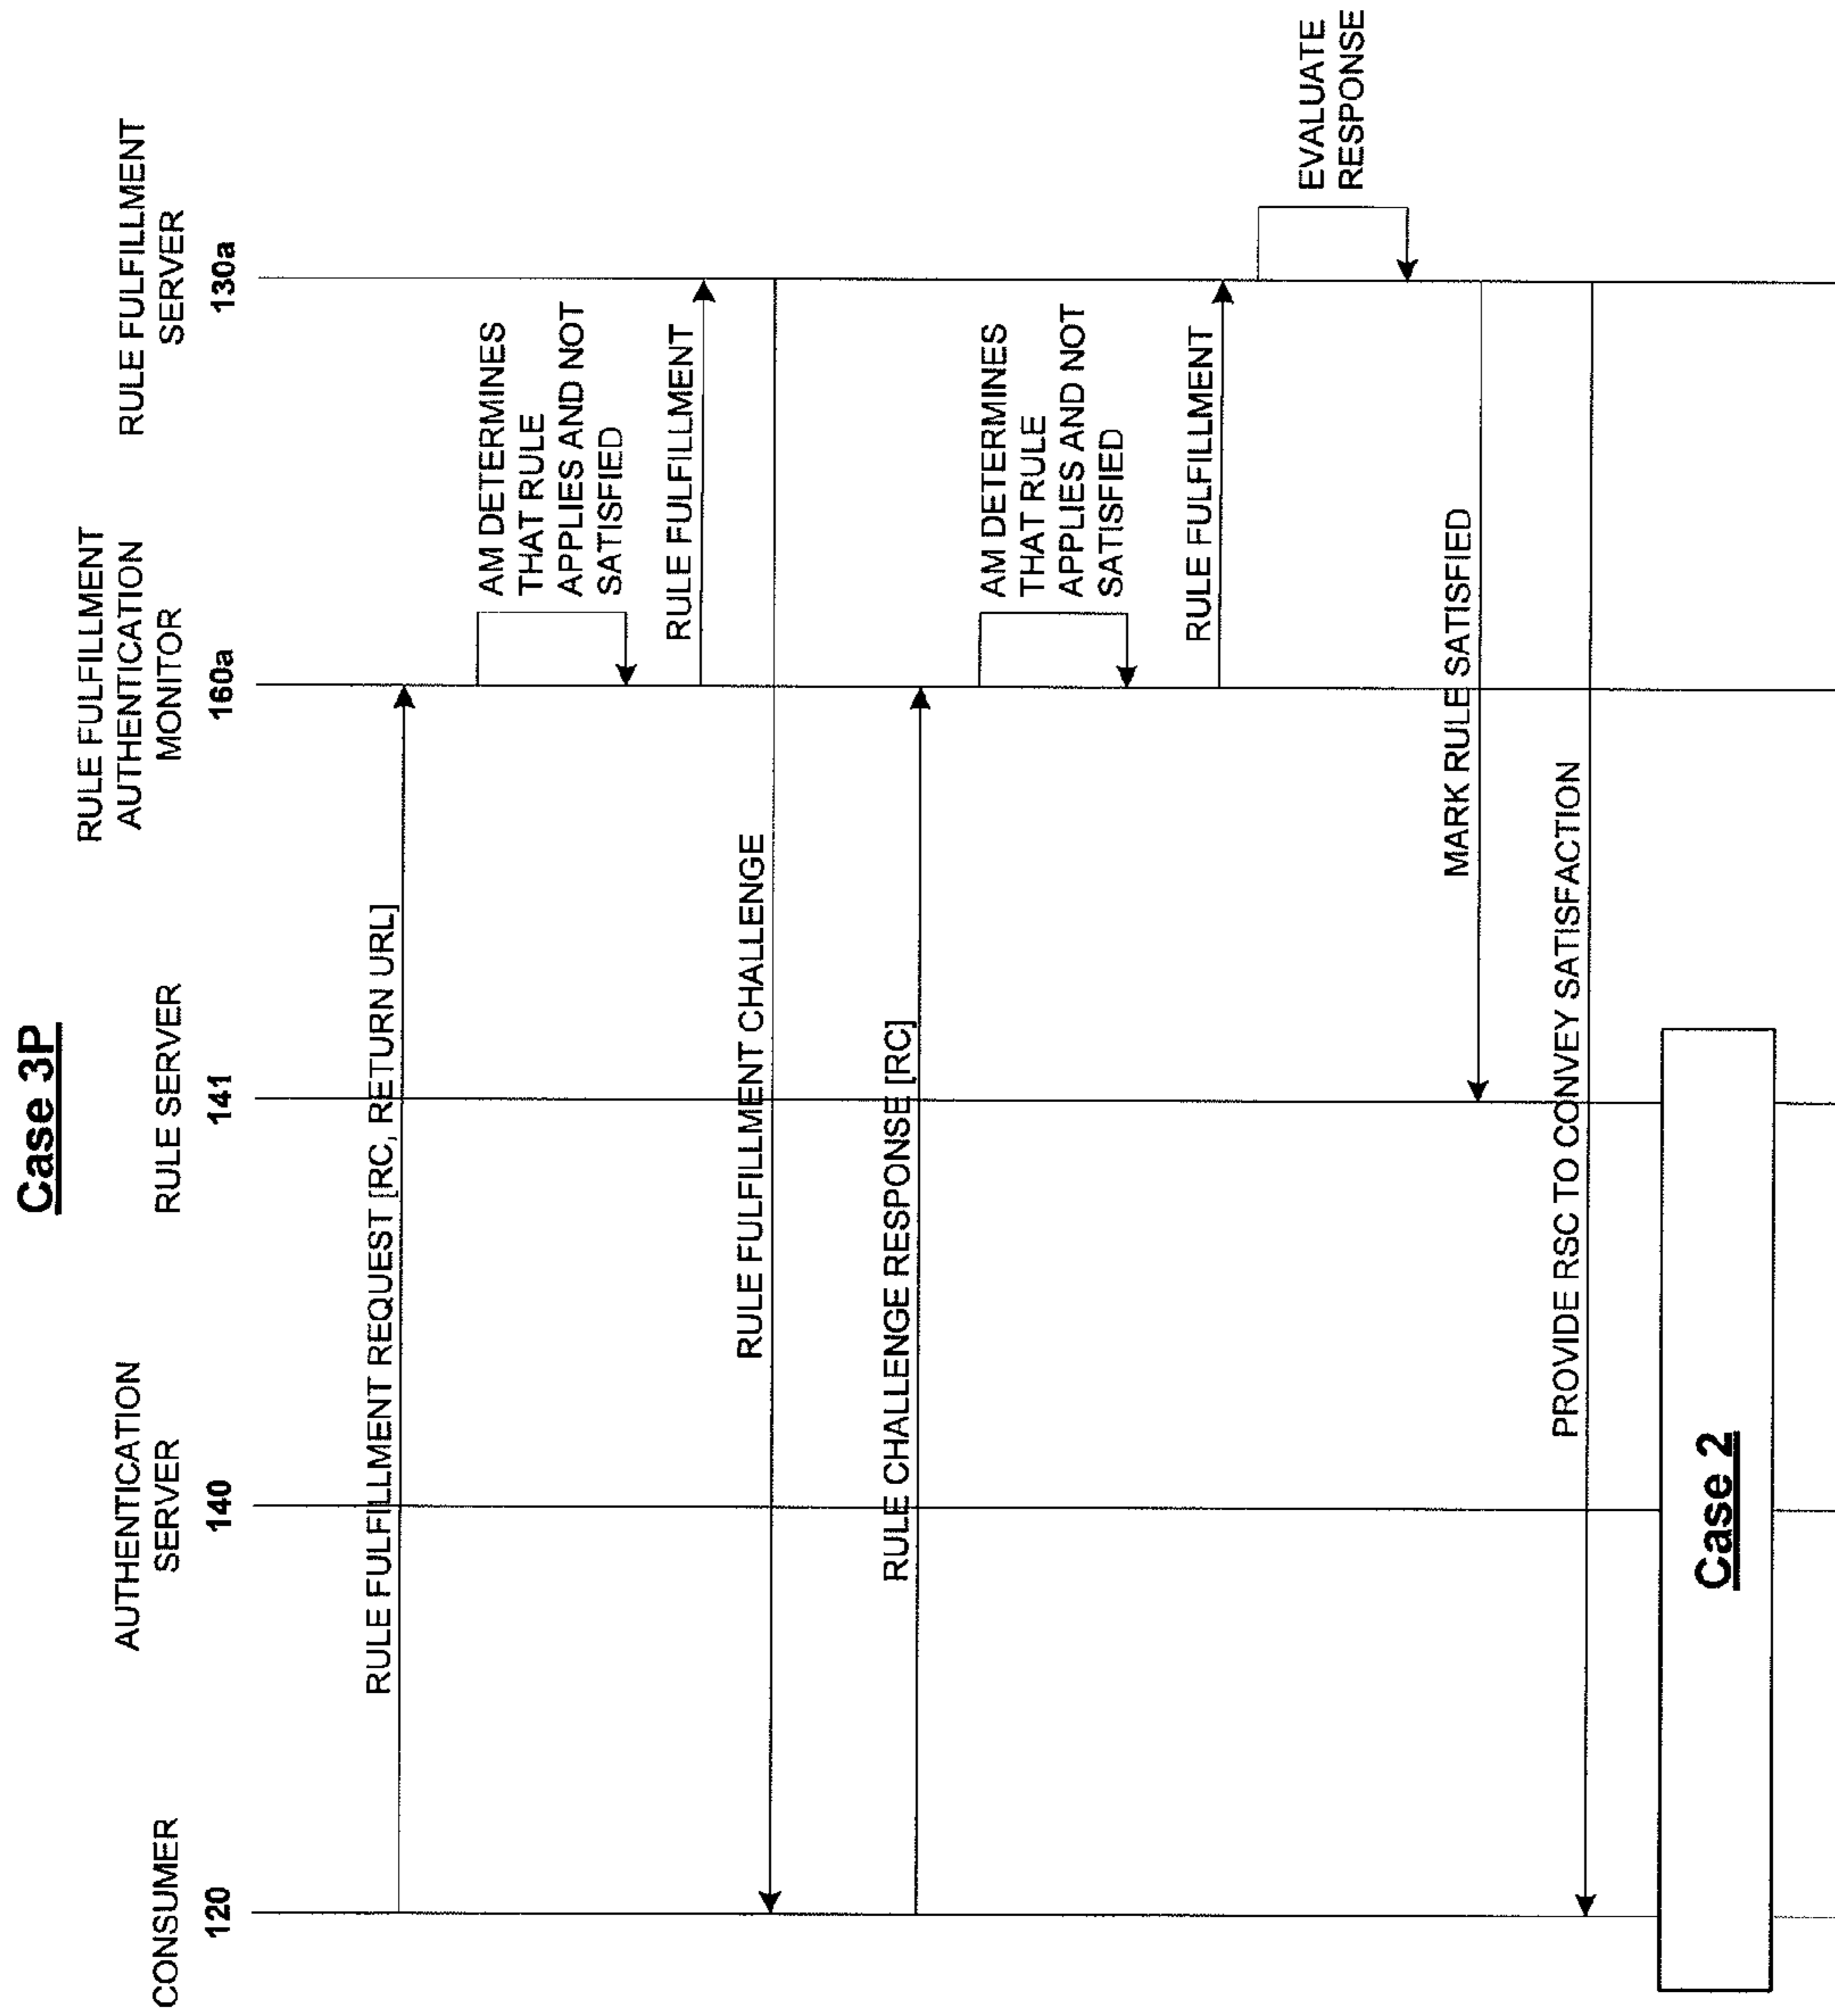 Case 3P
CONSUMER
120
AUTHENTICATION
SERVER
140
RULE SERVER
141
RULE FULFILLMENT
AUTHENTICATION
MONITOR
160a
RULE FULFILLMENT
SERVER
130a
RULE FULFILLMENT REQUEST [RC, RETURN URL]
AM DETERMINES
THAT RULE
APPLIES AND NOT
SATISFIED
RULE FULFILLMENT
RULE FULFILLMENT CHALLENGE
RULE CHALLENGE RESPONSE [RC]
AM DETERMINES
THAT RULE
APPLIES AND NOT
SATISFIED
RULE FULFILLMENT
EVALUATE
RESPONSE
MARK RULE SATISFIED
PROVIDE RSC TO CONVEY SATISFACTION
Case 2